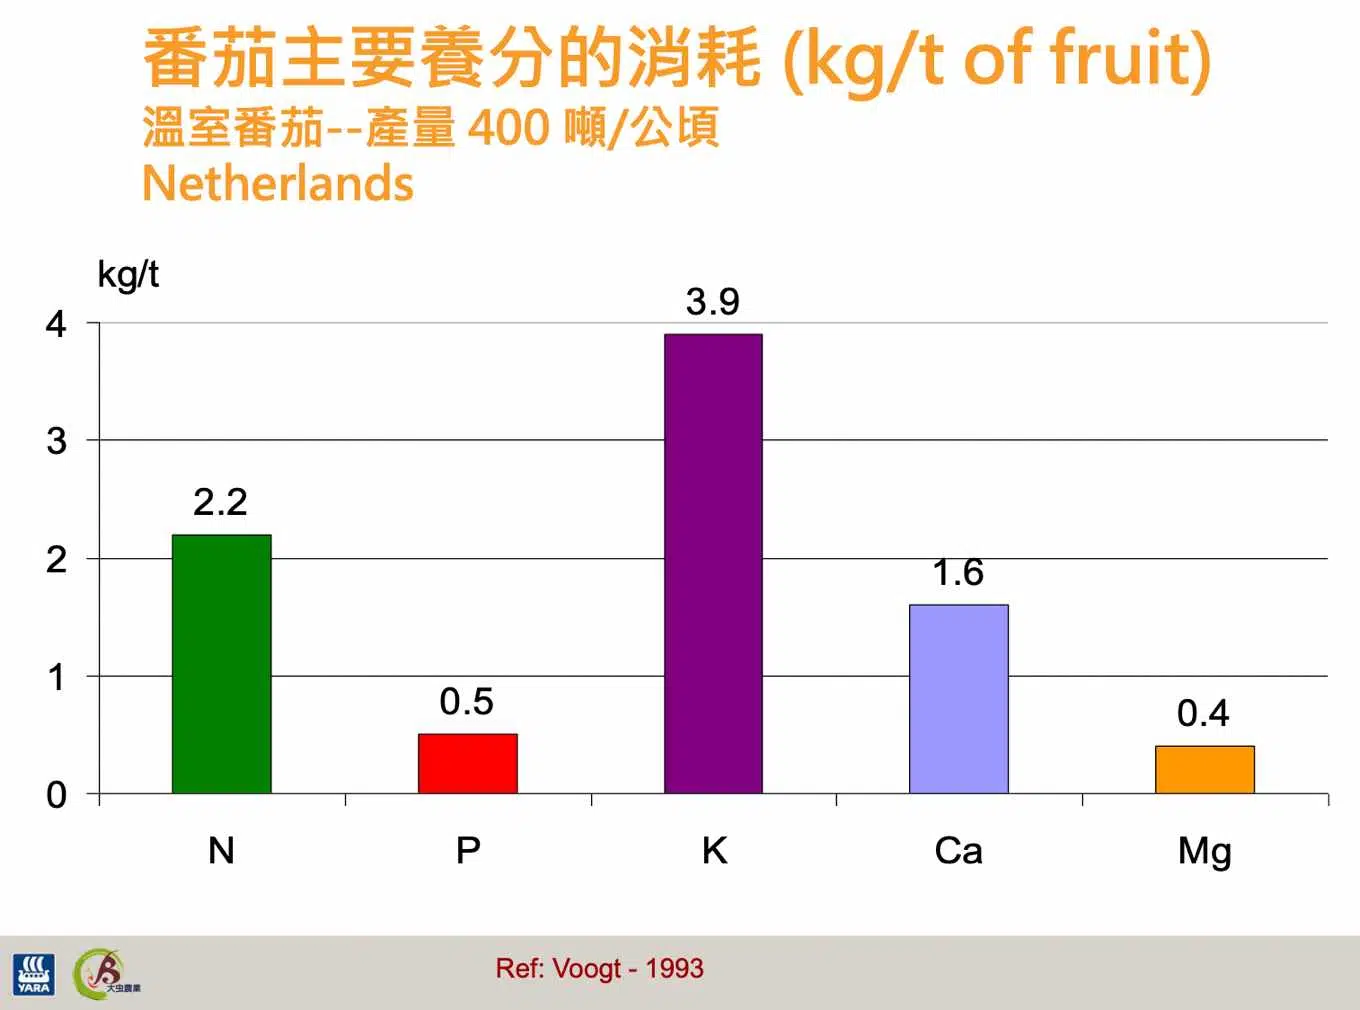 番茄主要養分的消耗 (kg/t of fruit)
溫室番茄--產量 400 噸/公頃
Netherlands
kg/t
4
3
2
1
0
2.2
0.5
3.9
1.6
0.4
N
P
K
Ca
Mg
YARA
大虫農業
Ref: Voogt - 1993